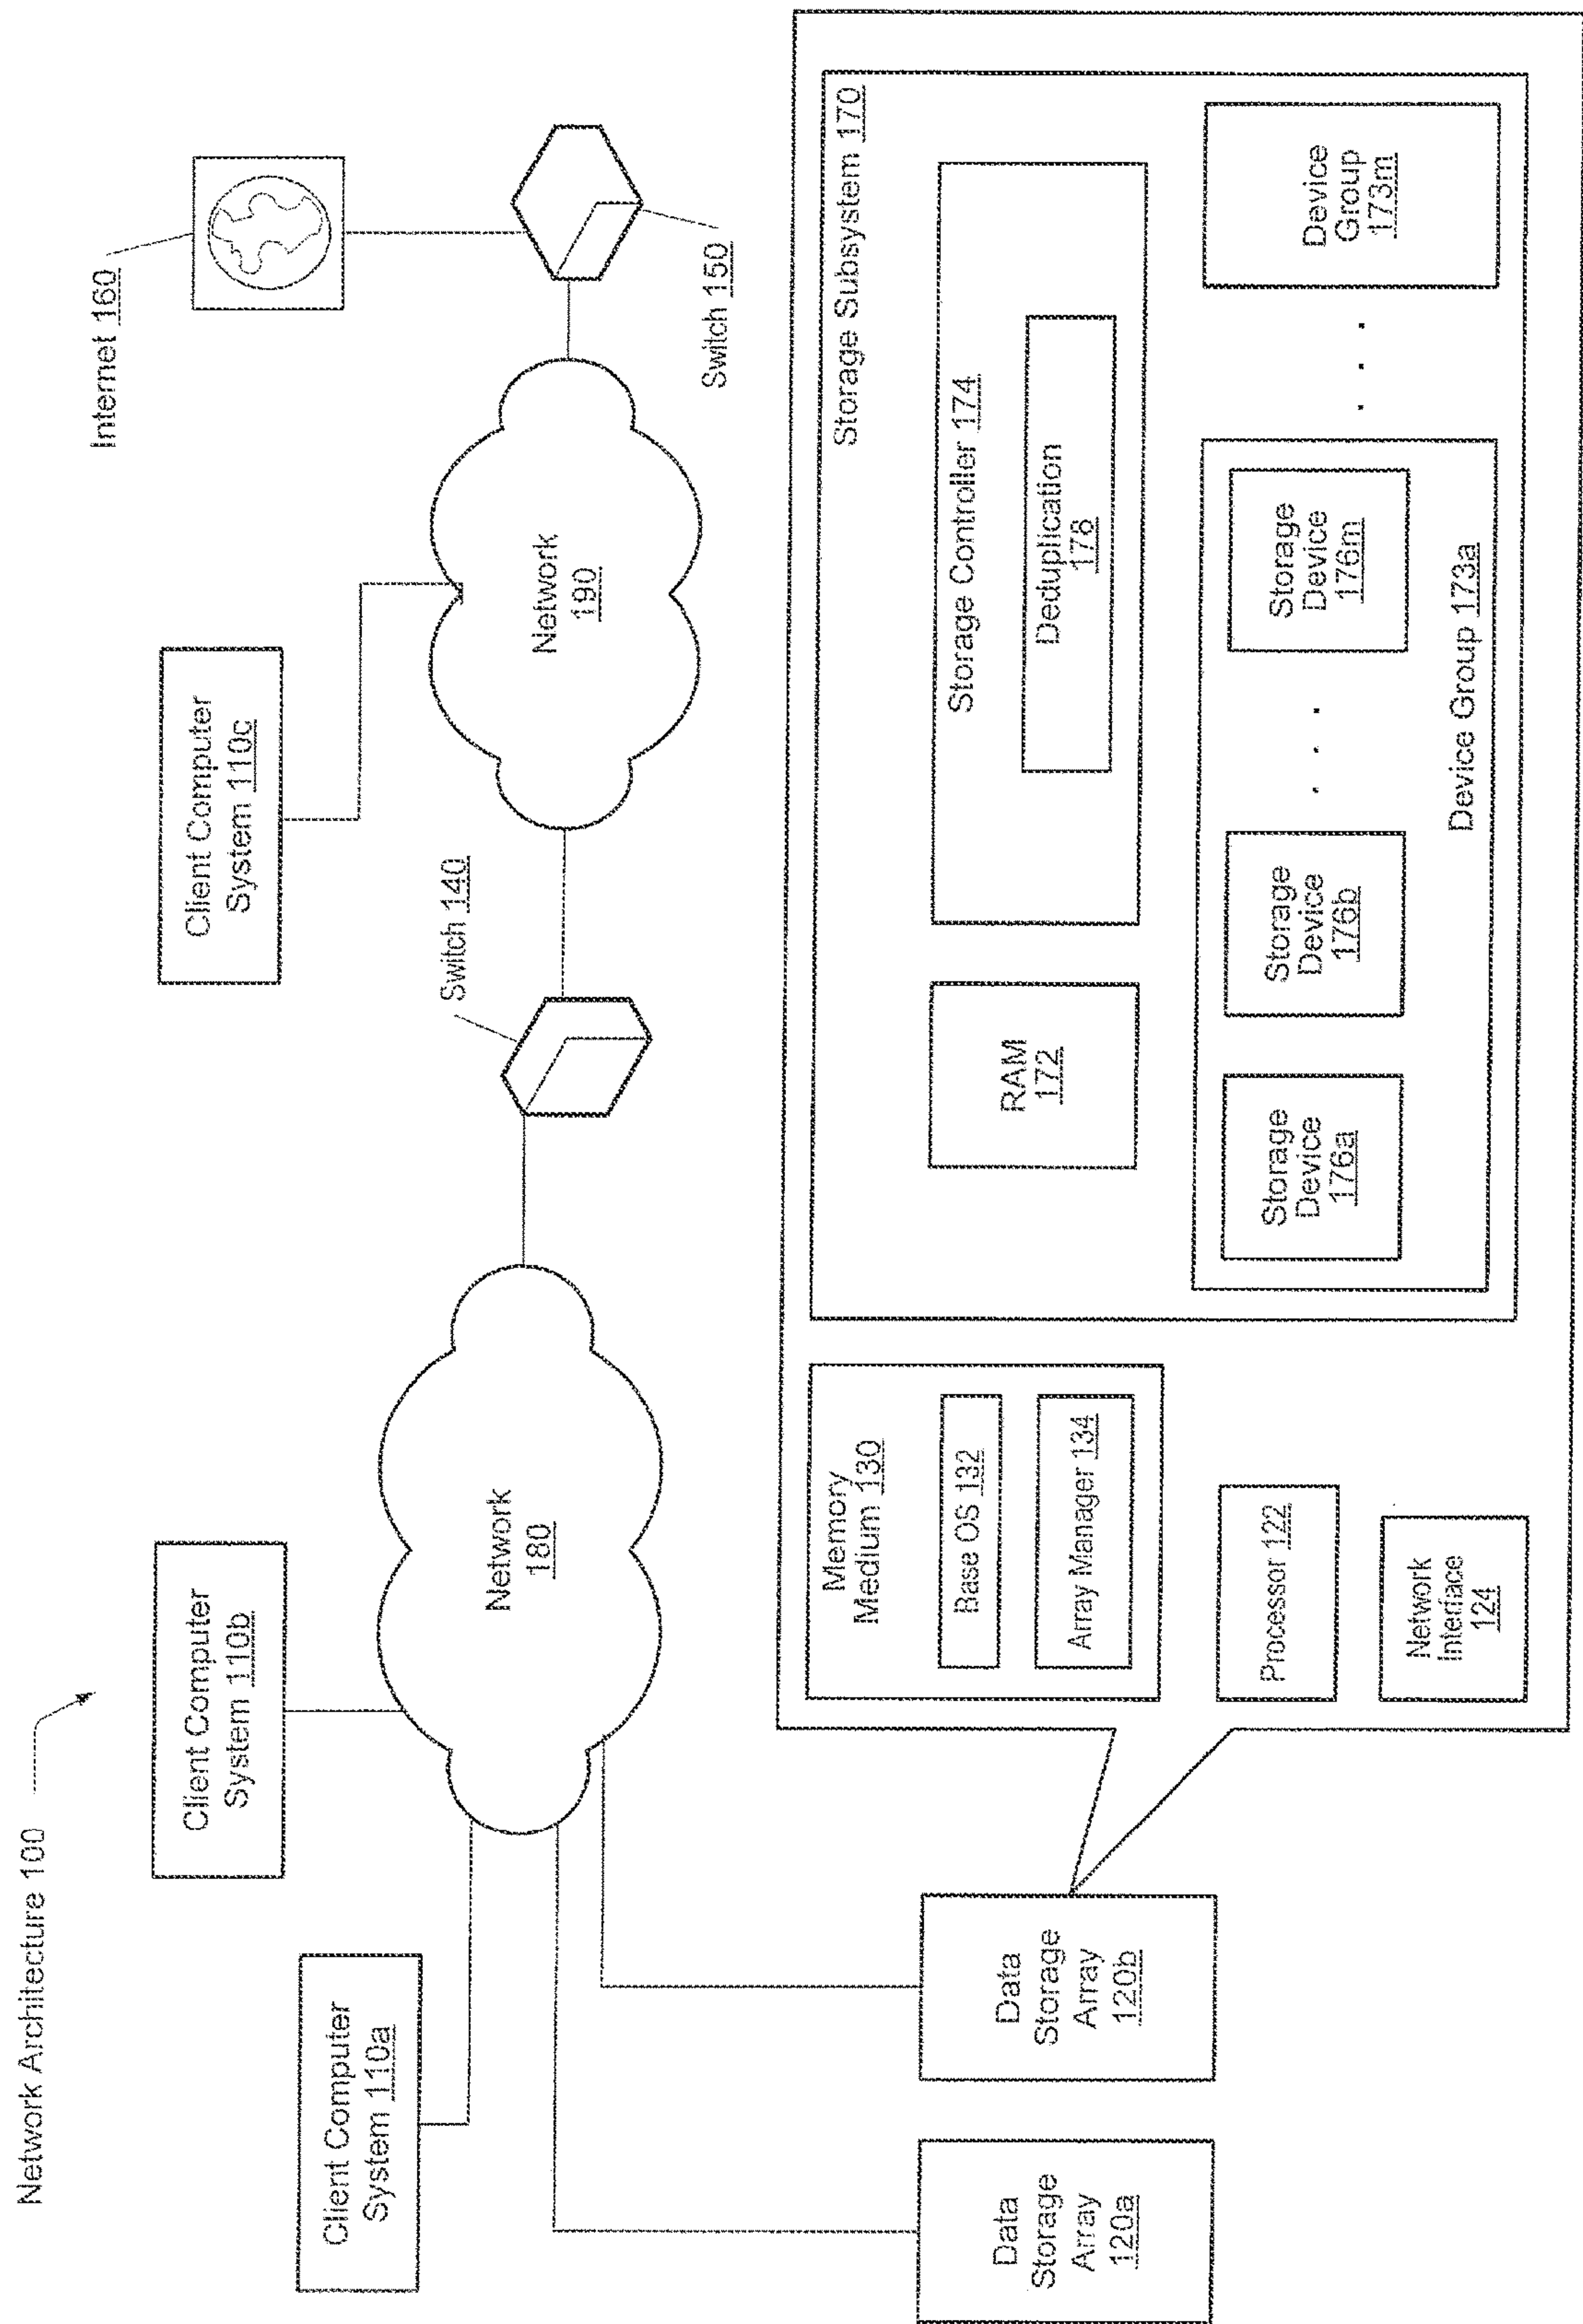 Network Architecture 100
Client Computer
System 110a
Client Computer
System 110b
Client Computer
System 110c
Internet 160
Switch 140
Switch 150
Network
180
Network
190
Data
Storage
Array
120a
Data
Storage
Array
120b
Memory
Medium 130
Base OS 132
Array Manager 134
Processor 122
Network
Interface
124
Storage Subsystem 170
RAM
172
Storage Controller 174
Deduplication
178
Storage
Device
176a
Storage
Device
176b
. . .
Storage
Device
176m
Device Group 173a
. . .
Device
Group
173m